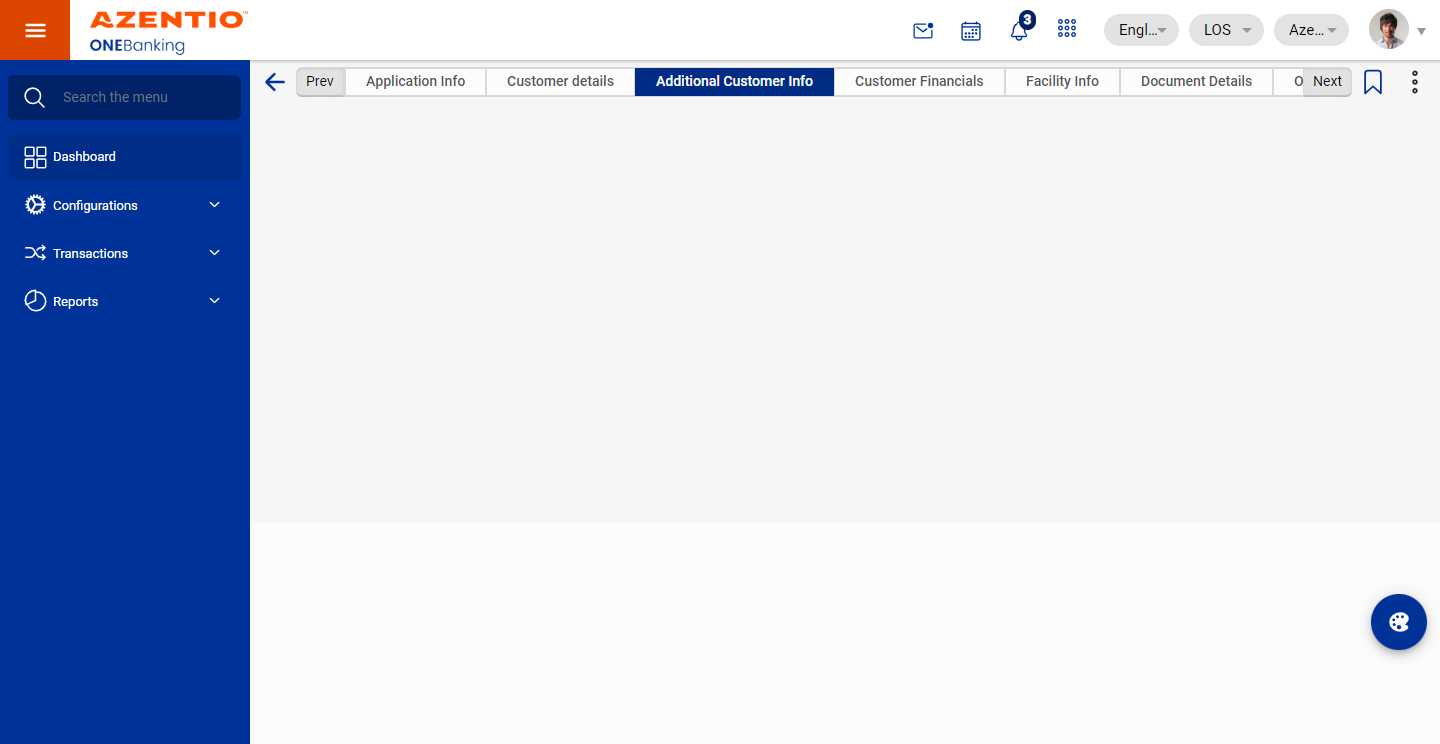 AZENTIO™
ONEBanking
3
Engl...
LOS
Aze...
Search the menu
Dashboard
Configurations
Transactions
Reports
Prev
Application Info
Customer details
Additional Customer Info
Customer Financials
Facility Info
Document Details
O
Next